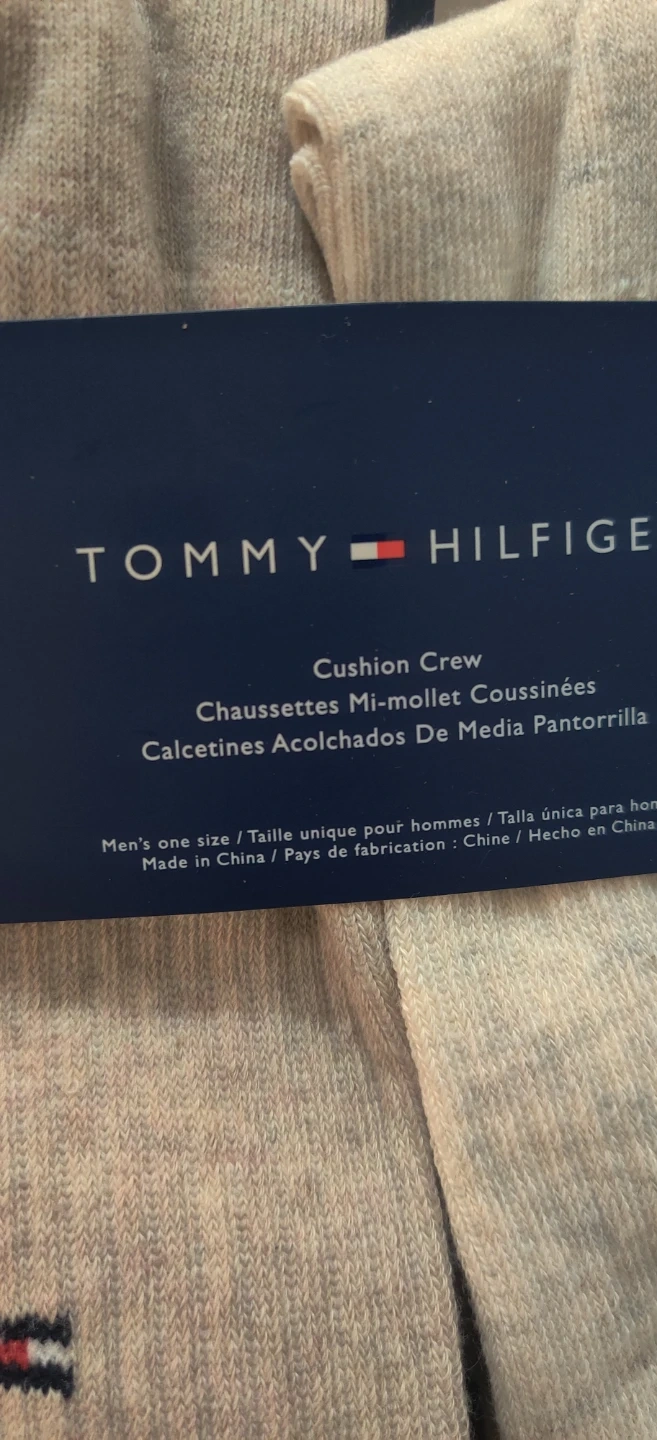 TOMMY HILFIGE
Cushion Crew
Chaussettes Mi-mollet Coussinées
Calcetines Acolchados De Media Pantorrilla
Men's one size / Taille unique pour hommes / Talla única para hom
Made in China / Pays de fabrication : Chine / Hecho en China